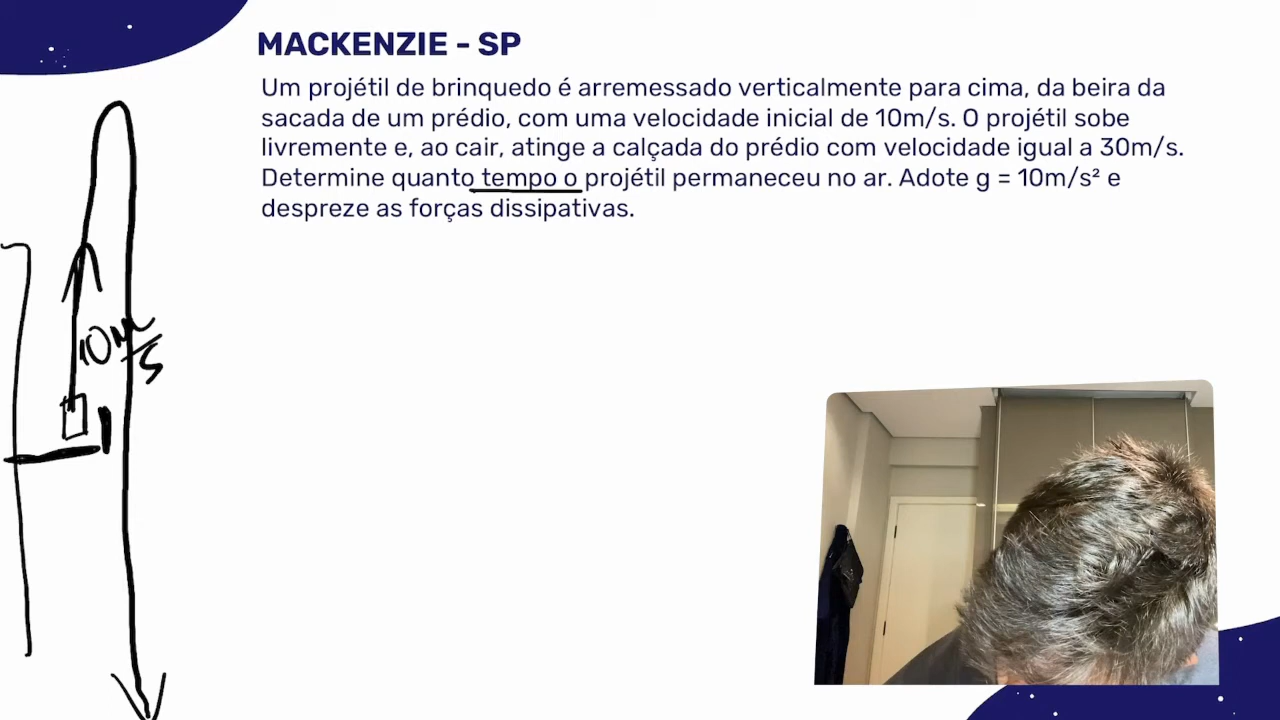 MACKENZIE - SP
Um projétil de brinquedo é arremessado verticalmente para cima, da beira da
sacada de um prédio, com uma velocidade inicial de 10m/s. O projétil sobe
livremente e, ao cair, atinge a calçada do prédio com velocidade igual a 30m/s.
Determine quanto tempo o projétil permaneceu no ar. Adote g = 10m/s² e
despreze as forças dissipativas.
10m/s